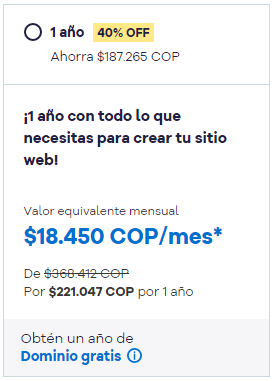 1 año 40% OFF
Ahorra $187.265 COP
¡1 año con todo lo que
necesitas para crear tu sitio
web!
Valor equivalente mensual
$18.450 COP/mes*
De $368.412 COP
Por $221.047 COP por 1 año
Obtén un año de
Dominio gratis